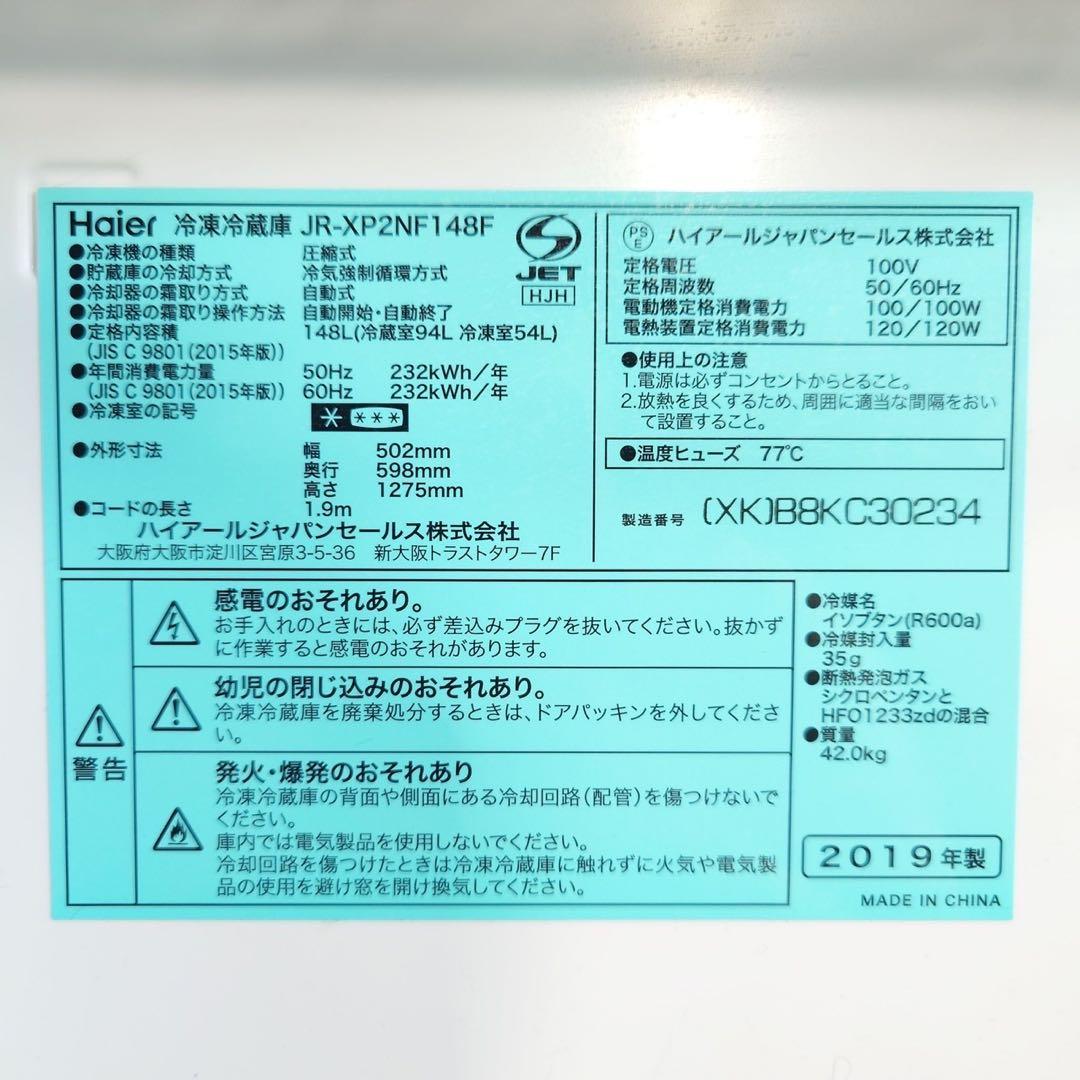 Haier 冷凍冷蔵庫 JR-XP2NF148F
●冷凍機の種類 圧縮式
●貯蔵庫の冷却方式 冷気強制循環方式
●冷却器の霜取り方式 自動式
●冷却器の霜取り操作方法 自動開始・自動終了
●定格内容積 148L(冷蔵室94L 冷凍室54L)
(JIS C 9801(2015年版))
●年間消費電力量 50Hz 232kWh/年
(JIS C 9801(2015年版)) 60Hz 232kWh/年
●冷凍室の記号 * ***
●外形寸法 幅 502mm
奥行 598mm
高さ 1275mm
●コードの長さ 1.9m
ハイアールジャパンセールス株式会社
大阪府大阪市淀川区宮原3-5-36 新大阪トラストタワー7F
JET
HJH
PS
E
ハイアールジャパンセールス株式会社
定格電圧 100V
定格周波数 50/60Hz
電動機定格消費電力 100/100W
電熱装置定格消費電力 120/120W
●使用上の注意
1.電源は必ずコンセントからとること。
2.放熱を良くするため、周囲に適当な間隔をおい
て設置すること。
●温度ヒューズ 77℃
製造番号 (XK)B8KC30234
警告
感電のおそれあり。
お手入れのときには、必ず差込みプラグを抜いてください。抜かず
に作業すると感電のおそれがあります。
幼児の閉じ込みのおそれあり。
冷凍冷蔵庫を廃棄処分するときは、ドアパッキンを外してくださ
い。
発火・爆発のおそれあり
冷凍冷蔵庫の背面や側面にある冷却回路(配管)を傷つけないで
ください。
庫内では電気製品を使用しないでください。
冷却回路を傷つけたときは冷凍冷蔵庫に触れずに火気や電気製
品の使用を避け窓を開け換気してください。
●冷媒名
イソブタン(R600a)
●冷媒封入量
35g
●断熱発泡ガス
シクロペンタンと
HFO1233zdの混合
●質量
42.0kg
2019年製
MADE IN CHINA